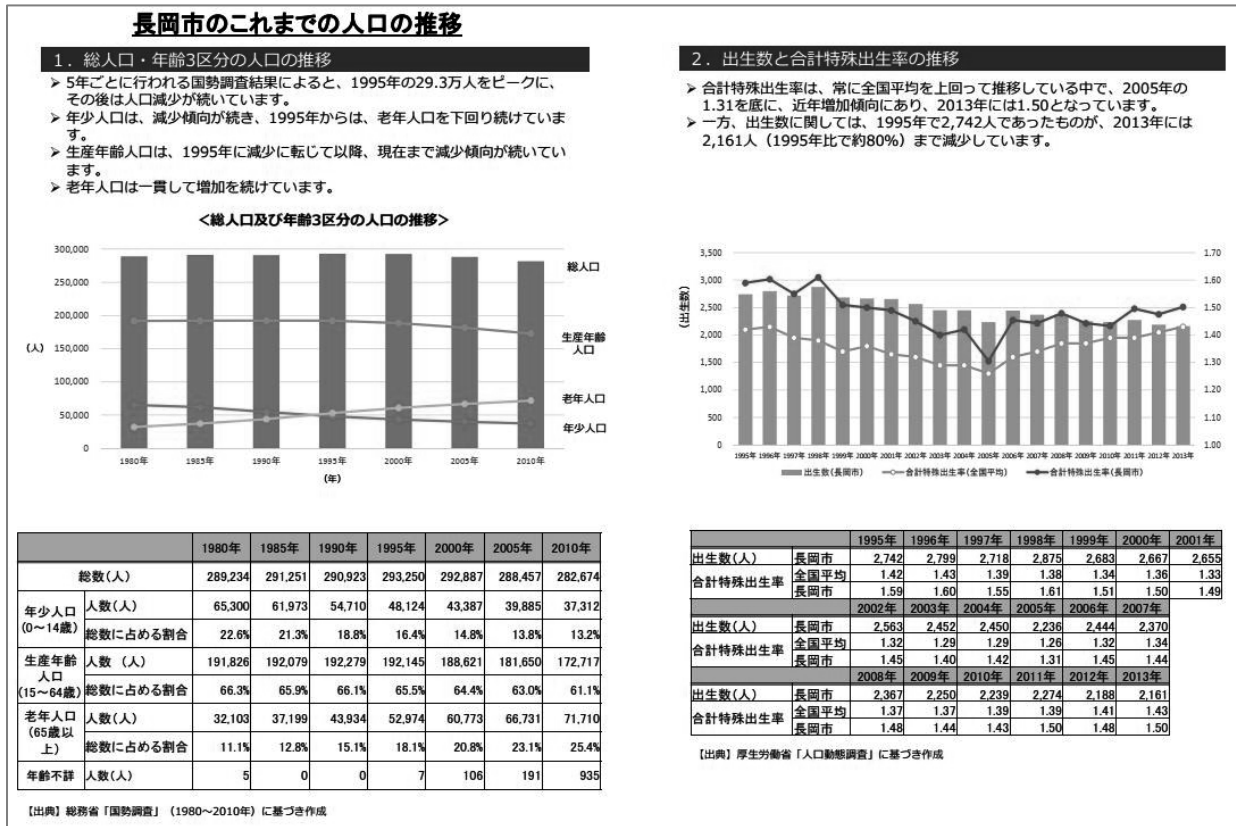 長岡市のこれまでの人口の推移
1．総人口・年齢3区分の人口の推移
➢ 5年ごとに行われる国勢調査結果によると、1995年の29.3万人をピークに、
その後は人口減少が続いています。
➢ 年少人口は、減少傾向が続き、1995年からは、老年人口を下回り続けていま
す。
➢ 生産年齢人口は、1995年に減少に転じて以降、現在まで減少傾向が続いてい
ます。
➢ 老年人口は一貫して増加を続けています。
＜総人口及び年齢3区分の人口の推移＞
300,000
250,000
200,000
150,000
100,000
50,000
0
(人)
総人口
生産年齢
人口
老年人口
年少人口
1980年 1985年 1990年 1995年 2000年 2005年 2010年
(年)
1980年 1985年 1990年 1995年 2000年 2005年 2010年
総数(人) 289,234 291,251 290,923 293,250 292,887 288,457 282,674
年少人口
(0～14歳)
人数(人) 65,300 61,973 54,710 48,124 43,387 39,885 37,312
総数に占める割合 22.6% 21.3% 18.8% 16.4% 14.8% 13.8% 13.2%
生産年齢
人口
(15～64歳)
人数 (人) 191,826 192,079 192,279 192,145 188,621 181,650 172,717
総数に占める割合 66.3% 65.9% 66.1% 65.5% 64.4% 63.0% 61.1%
老年人口
(65歳以
上)
人数(人) 32,103 37,199 43,934 52,974 60,773 66,731 71,710
総数に占める割合 11.1% 12.8% 15.1% 18.1% 20.8% 23.1% 25.4%
年齢不詳 人数(人) 5 0 0 7 106 191 935
【出典】総務省「国勢調査」（1980～2010年）に基づき作成
2．出生数と合計特殊出生率の推移
➢ 合計特殊出生率は、常に全国平均を上回って推移している中で、2005年の
1.31を底に、近年増加傾向にあり、2013年には1.50となっています。
➢ 一方、出生数に関しては、1995年で2,742人であったものが、2013年には
2,161人（1995年比で約80%）まで減少しています。
(出生数)
3,500
3,000
2,500
2,000
1,500
1,000
500
0
1.70
1.60
1.50
1.40
1.30
1.20
1.10
1.00
1995年 1996年 1997年 1998年 1999年 2000年 2001年 2002年 2003年 2004年 2005年 2006年 2007年 2008年 2009年 2010年 2011年 2012年 2013年
出生数(長岡市) 合計特殊出生率(全国平均) 合計特殊出生率(長岡市)
1995年 1996年 1997年 1998年 1999年 2000年 2001年
出生数(人) 長岡市 2,742 2,799 2,718 2,875 2,683 2,667 2,655
合計特殊出生率 全国平均 1.42 1.43 1.39 1.38 1.34 1.36 1.33
長岡市 1.59 1.60 1.55 1.61 1.51 1.50 1.49
2002年 2003年 2004年 2005年 2006年 2007年
出生数(人) 長岡市 2,563 2,452 2,450 2,236 2,444 2,370
合計特殊出生率 全国平均 1.32 1.29 1.29 1.26 1.32 1.34
長岡市 1.45 1.40 1.42 1.31 1.45 1.44
2008年 2009年 2010年 2011年 2012年 2013年
出生数(人) 長岡市 2,367 2,250 2,239 2,274 2,188 2,161
合計特殊出生率 全国平均 1.37 1.37 1.39 1.39 1.41 1.43
長岡市 1.48 1.44 1.43 1.50 1.48 1.50
【出典】厚生労働省「人口動態調査」に基づき作成